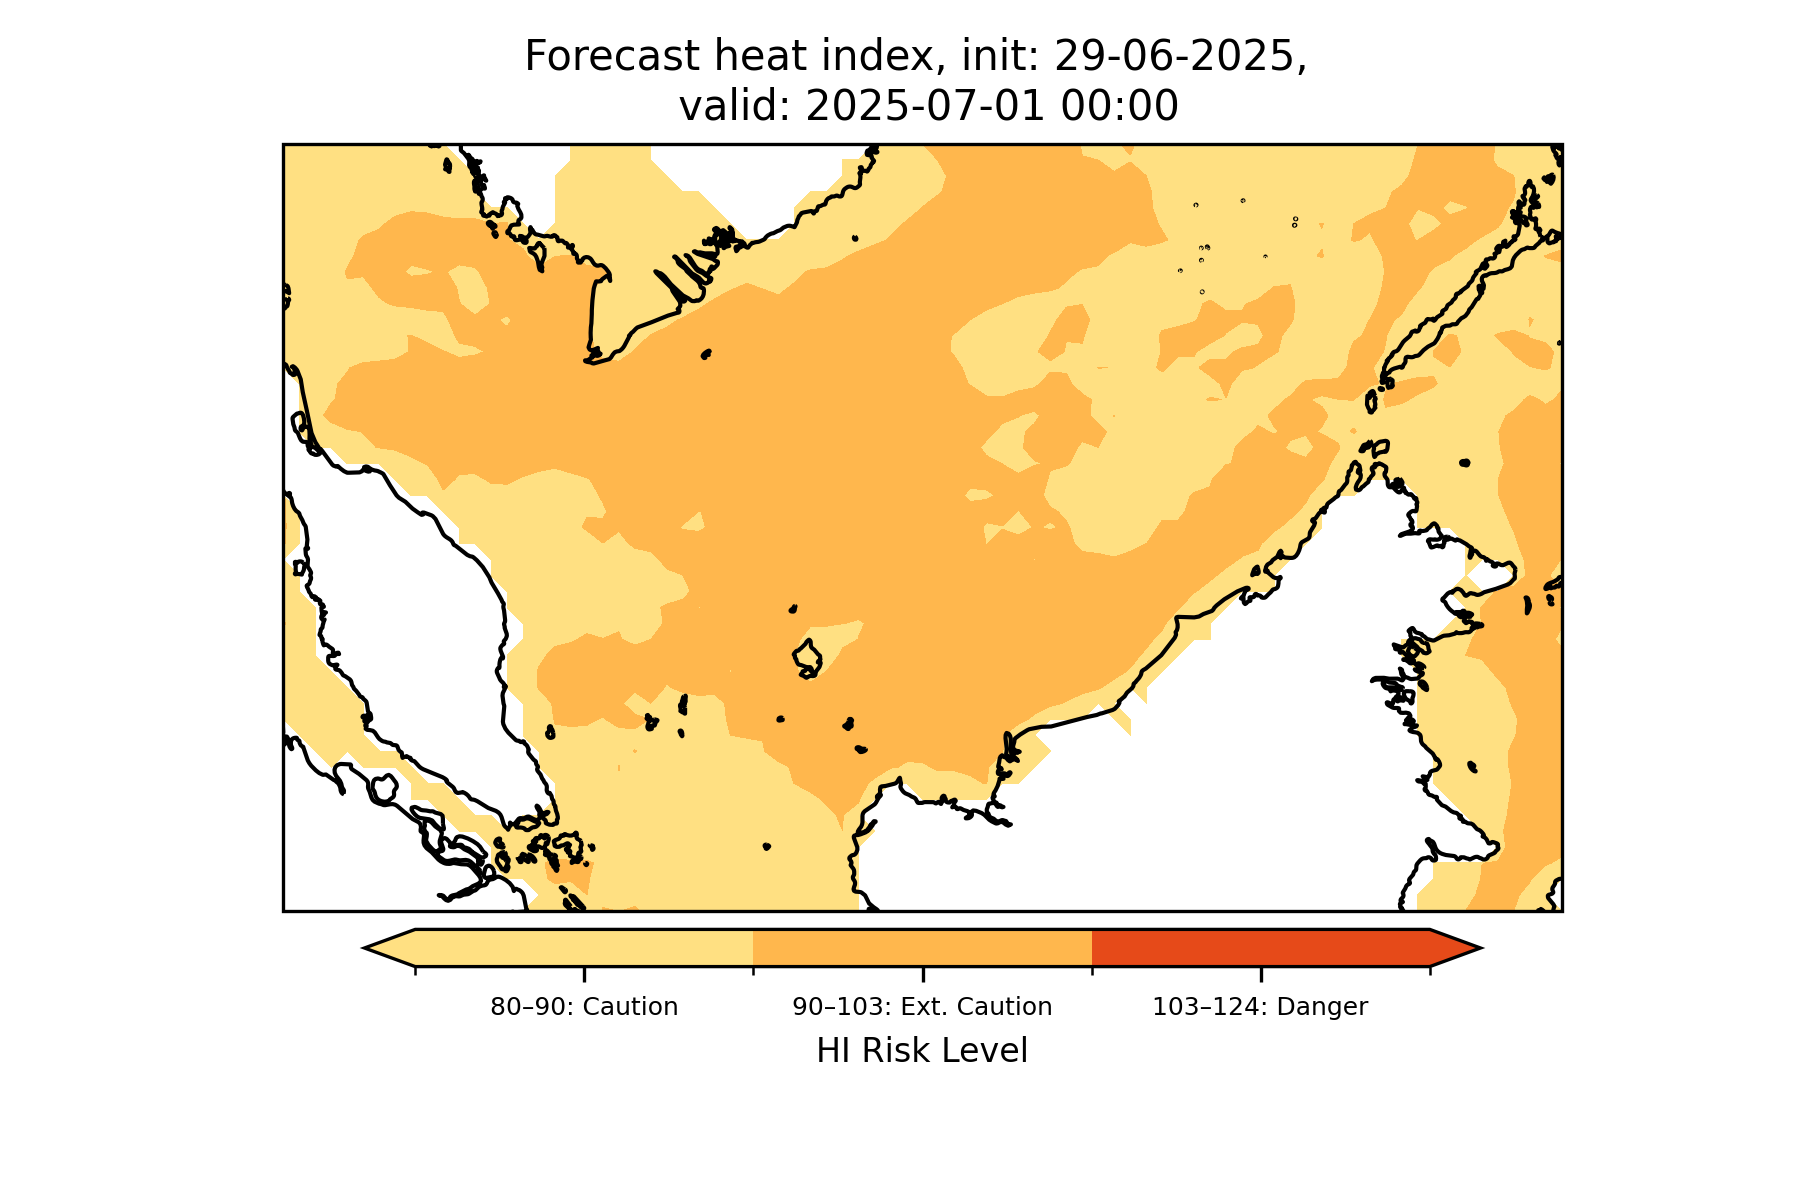 Forecast heat index, init: 29-06-2025,
valid: 2025-07-01 00:00
80–90: Caution
90–103: Ext. Caution
103–124: Danger
HI Risk Level